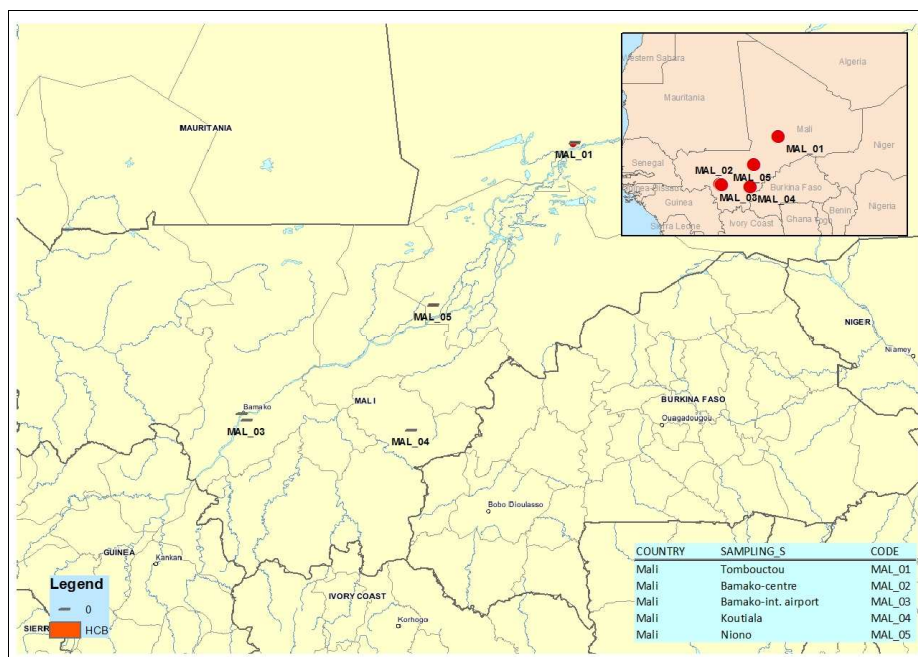 MAURITANIA
MAL_01
MAL_05
NIGER
Niamey
Bamako
MALI
BURKINA FASO
Ouagadougou
MAL_03
MAL_04
Bobo Dioulasso
GUINEA
Kankan
IVORY COAST
Korhogo
SIERR
Legend
0
HCB
Western Sahara
Algeria
Mauritania
Mali
MAL_01
Niger
Senegal
MAL_02
MAL_05
Burkina Faso
MAL_03
MAL_04
Guinea
Benin
Nigeria
Sierra Leone
Ivory Coast
Ghana
COUNTRY SAMPLING_S CODE
Mali Tombouctou MAL_01
Mali Bamako-centre MAL_02
Mali Bamako-int. airport MAL_03
Mali Koutiala MAL_04
Mali Niono MAL_05